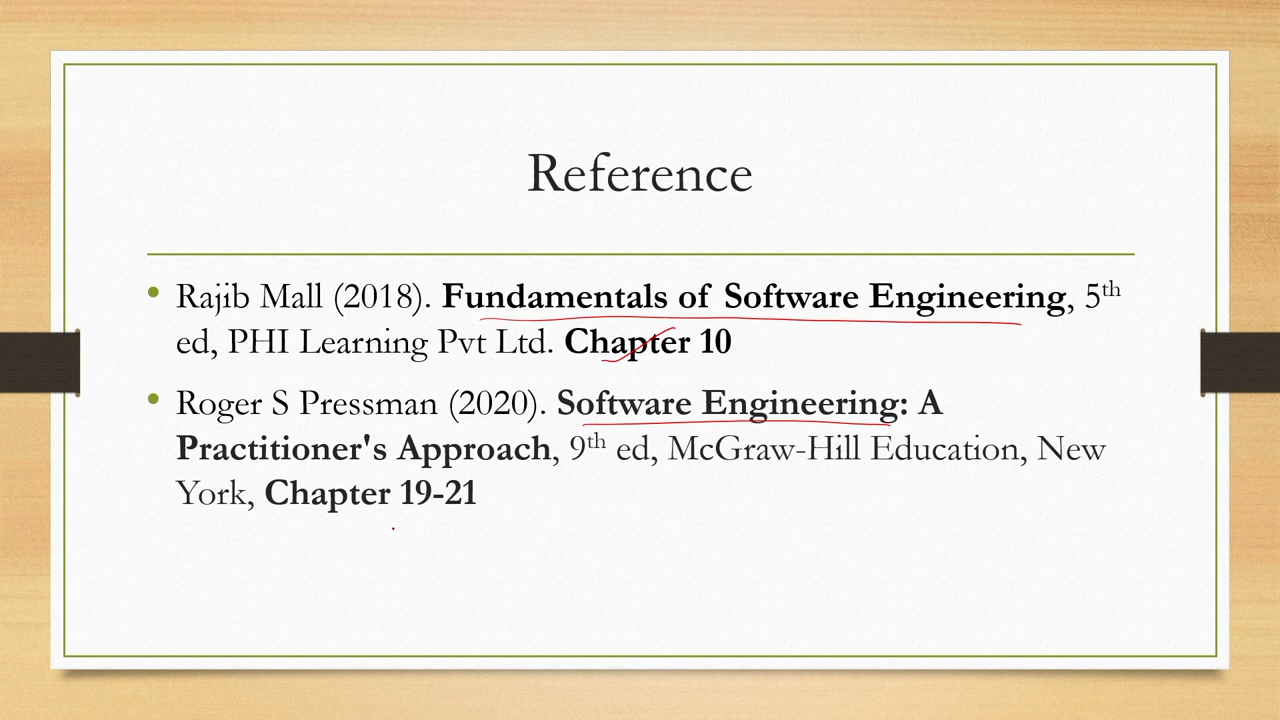 Reference
• Rajib Mall (2018). Fundamentals of Software Engineering, 5th
ed, PHI Learning Pvt Ltd. Chapter 10
• Roger S Pressman (2020). Software Engineering: A
Practitioner's Approach, 9th ed, McGraw-Hill Education, New
York, Chapter 19-21